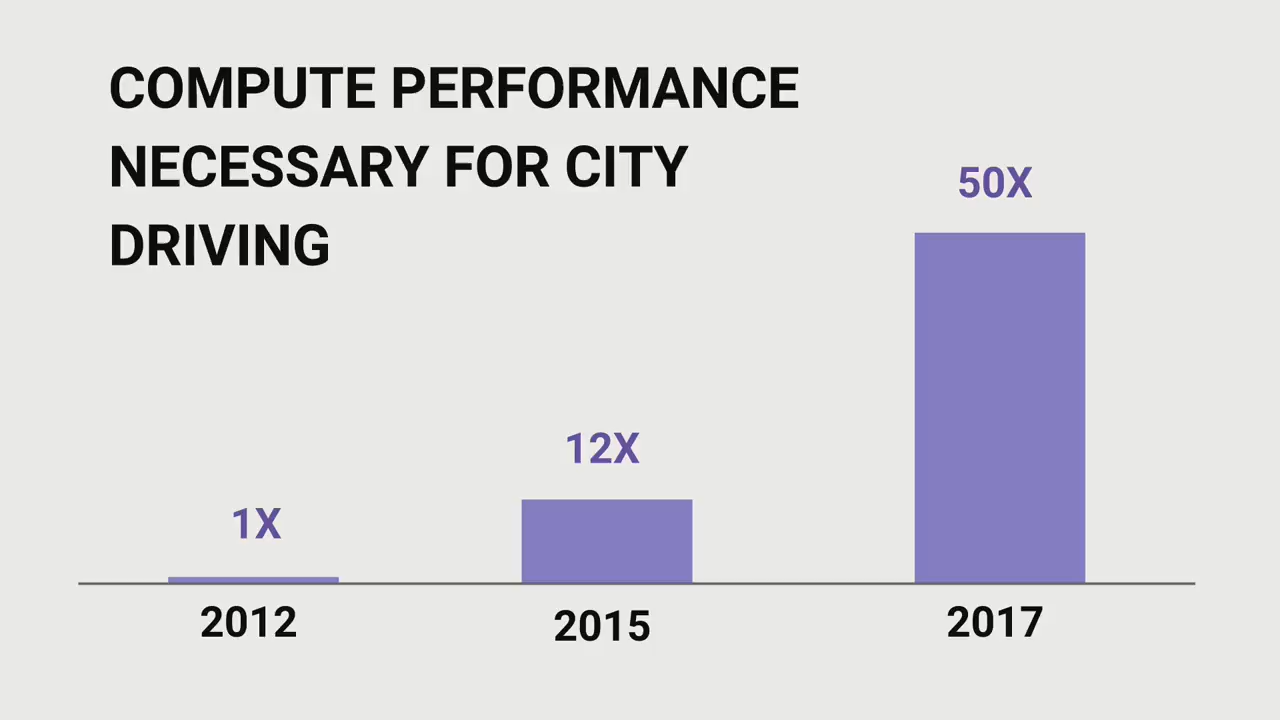 COMPUTE PERFORMANCE
NECESSARY FOR CITY
DRIVING
50X
12X
1X
2012
2015
2017